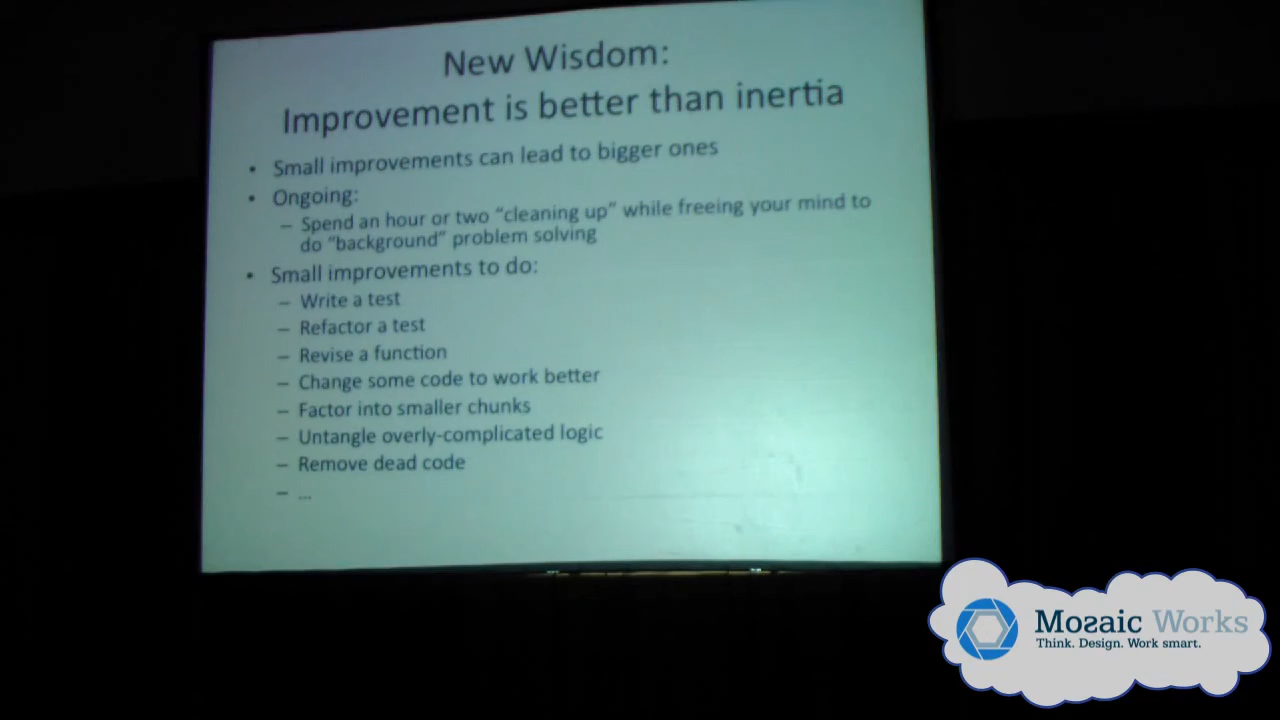 New Wisdom:
Improvement is better than inertia
• Small improvements can lead to bigger ones
• Ongoing:
– Spend an hour or two “cleaning up” while freeing your mind to
do “background” problem solving
• Small improvements to do:
– Write a test
– Refactor a test
– Revise a function
– Change some code to work better
– Factor into smaller chunks
– Untangle overly-complicated logic
– Remove dead code
– ...
Mozaic Works
Think. Design. Work smart.